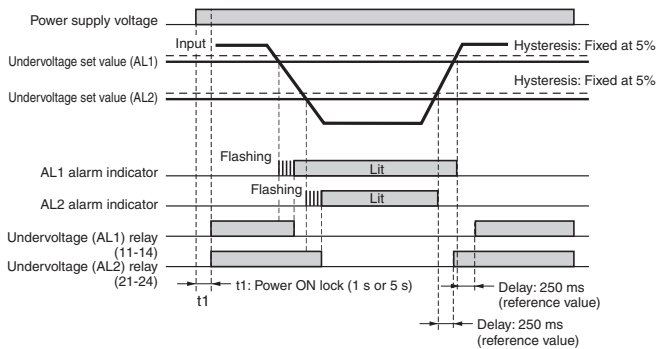 Power supply voltage
Input
Hysteresis: Fixed at 5%
Undervoltage set value (AL1)
Hysteresis: Fixed at 5%
Undervoltage set value (AL2)
Flashing
AL1 alarm indicator
Lit
Flashing
AL2 alarm indicator
Lit
Undervoltage (AL1) relay
(11-14)
Undervoltage (AL2) relay
(21-24)
t1: Power ON lock (1 s or 5 s)
t1
Delay: 250 ms
(reference value)
Delay: 250 ms
(reference value)